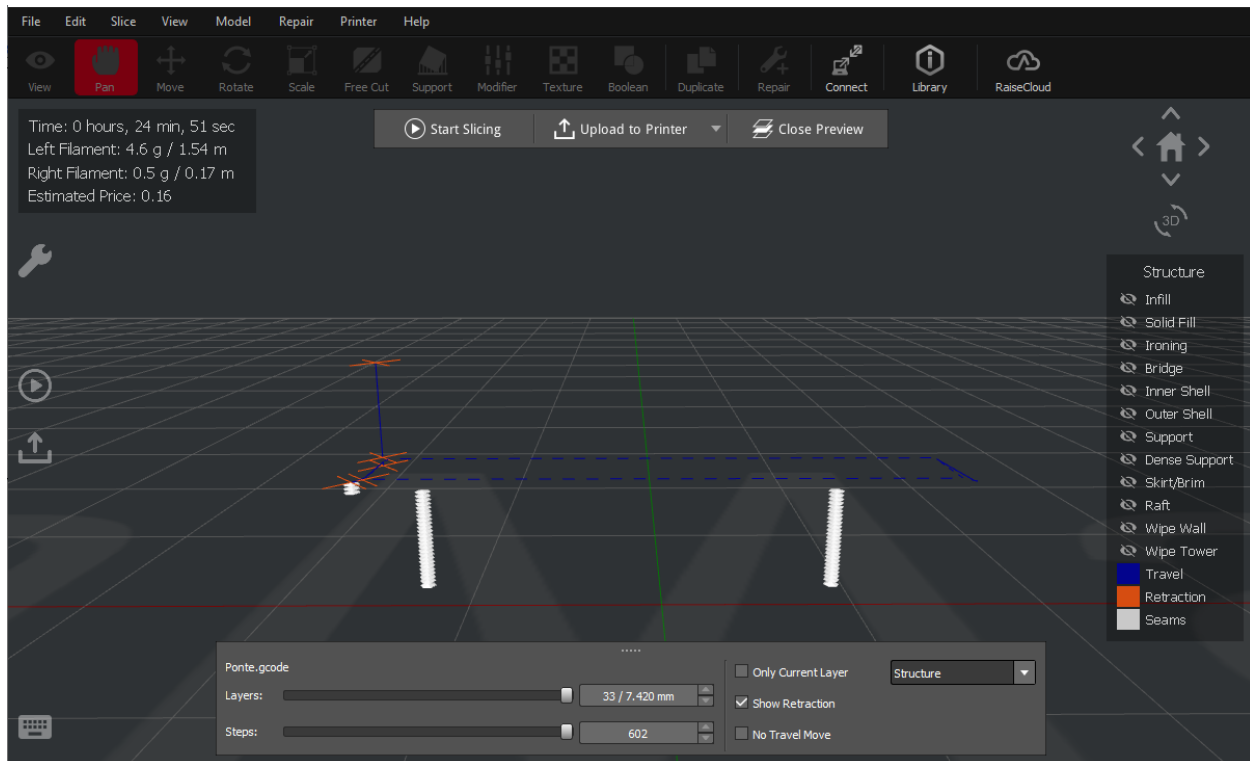 File Edit Slice View Model Repair Printer Help
View Pan Move Rotate Scale Free Cut Support Modifier Texture Boolean Duplicate Repair Connect Library RaiseCloud
Time: 0 hours, 24 min, 51 sec
Left Filament: 4.6 g / 1.54 m
Right Filament: 0.5 g / 0.17 m
Estimated Price: 0.16
Start Slicing Upload to Printer Close Preview
3D
Structure
Infill
Solid Fill
Ironing
Bridge
Inner Shell
Outer Shell
Support
Dense Support
Skirt/Brim
Raft
Wipe Wall
Wipe Tower
Travel
Retraction
Seams
Ponte.gcode
Layers: 33 / 7.420 mm
Steps: 602
Only Current Layer Structure
Show Retraction
No Travel Move